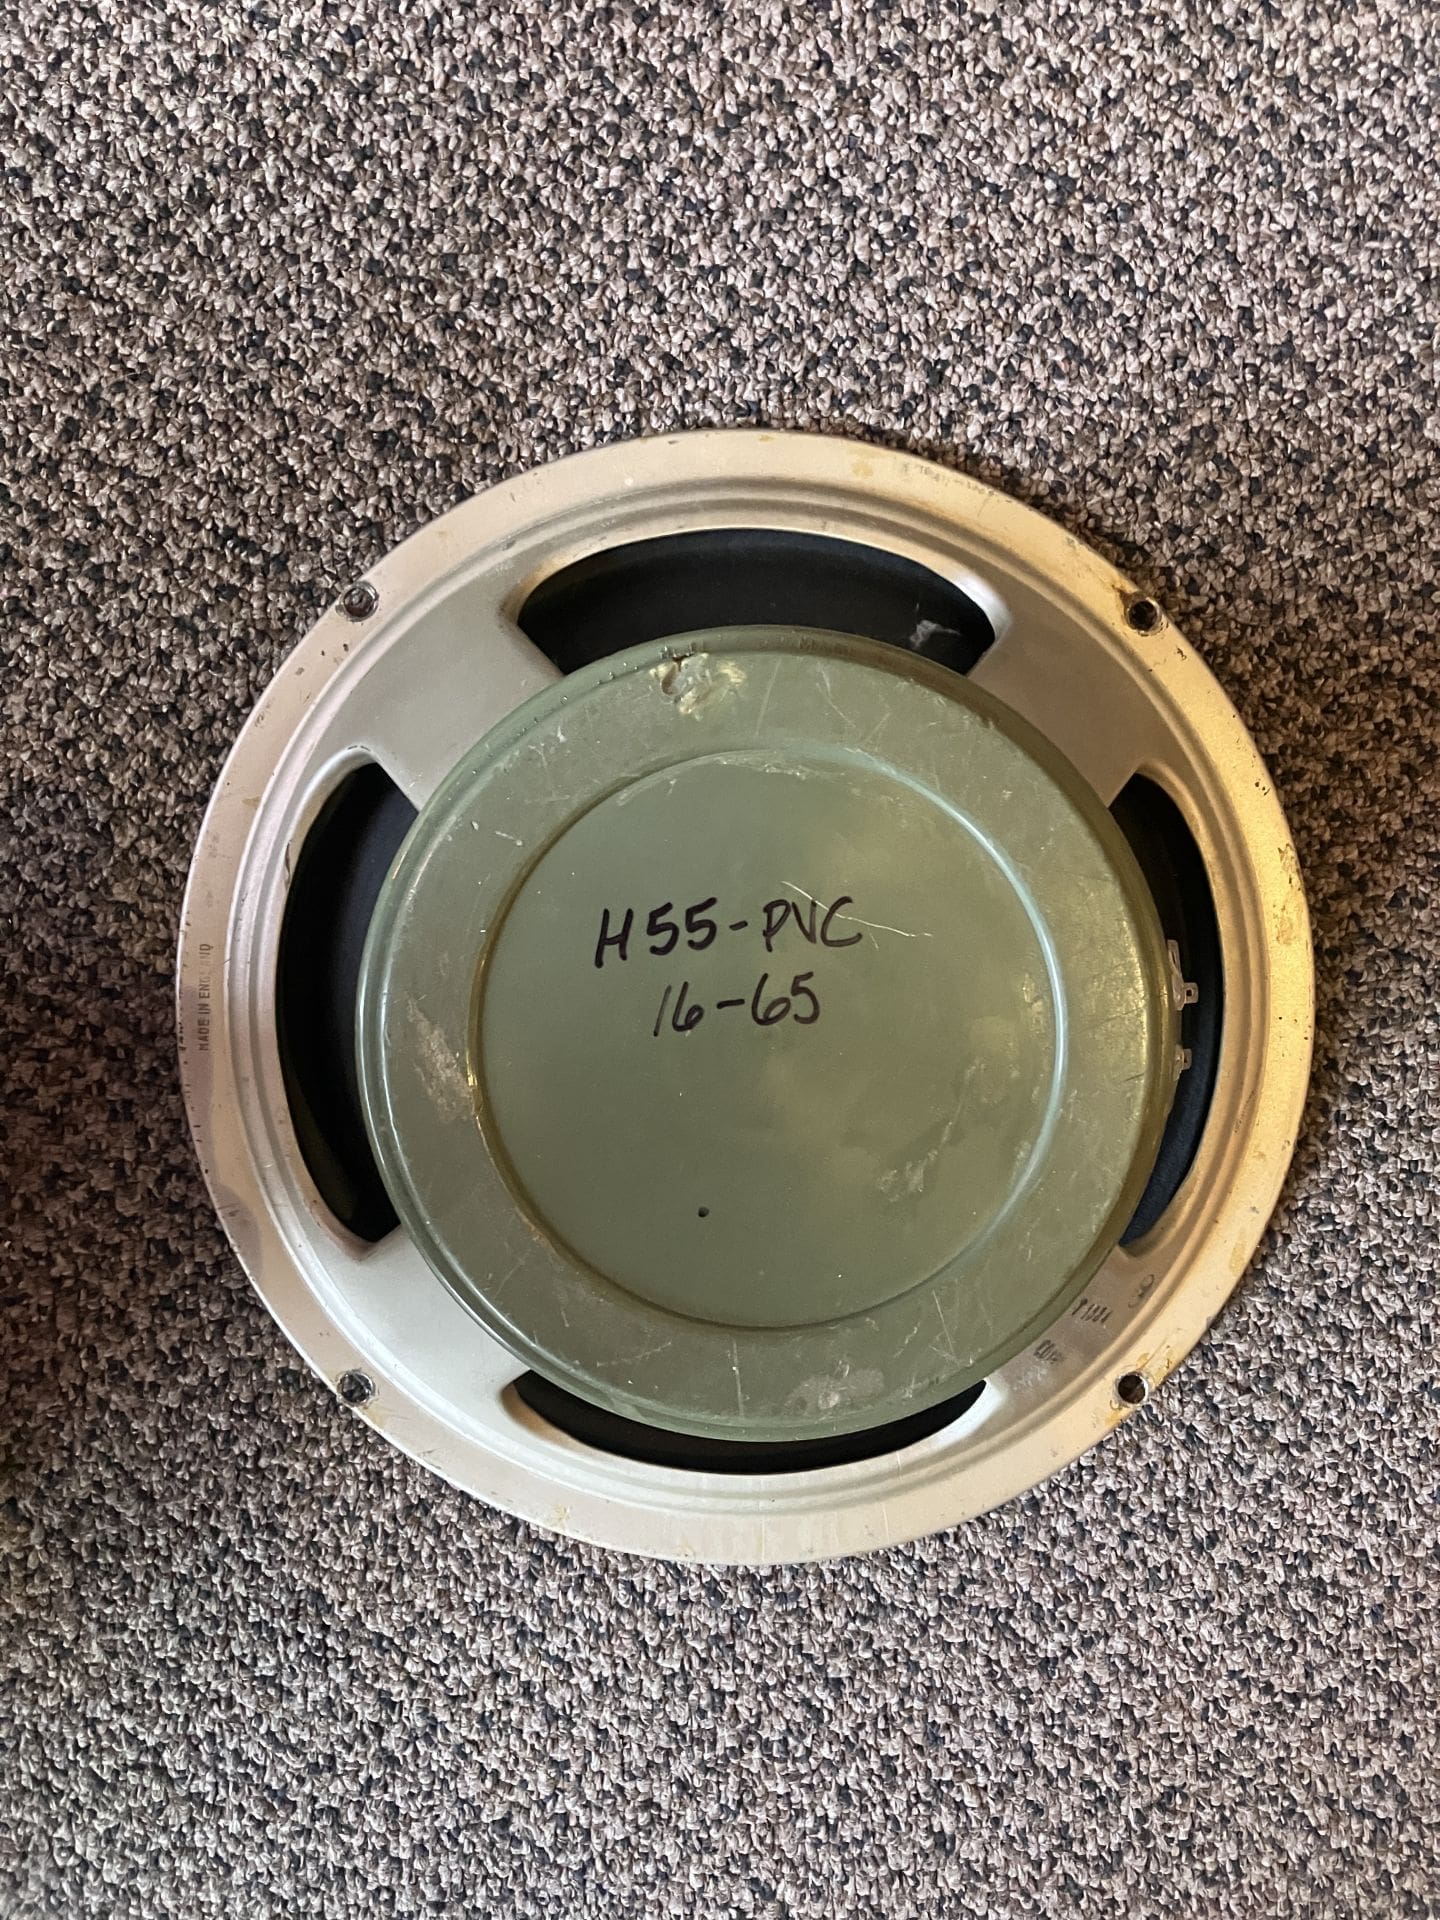 H55-PVC
16-65
MADE IN ENGLAND